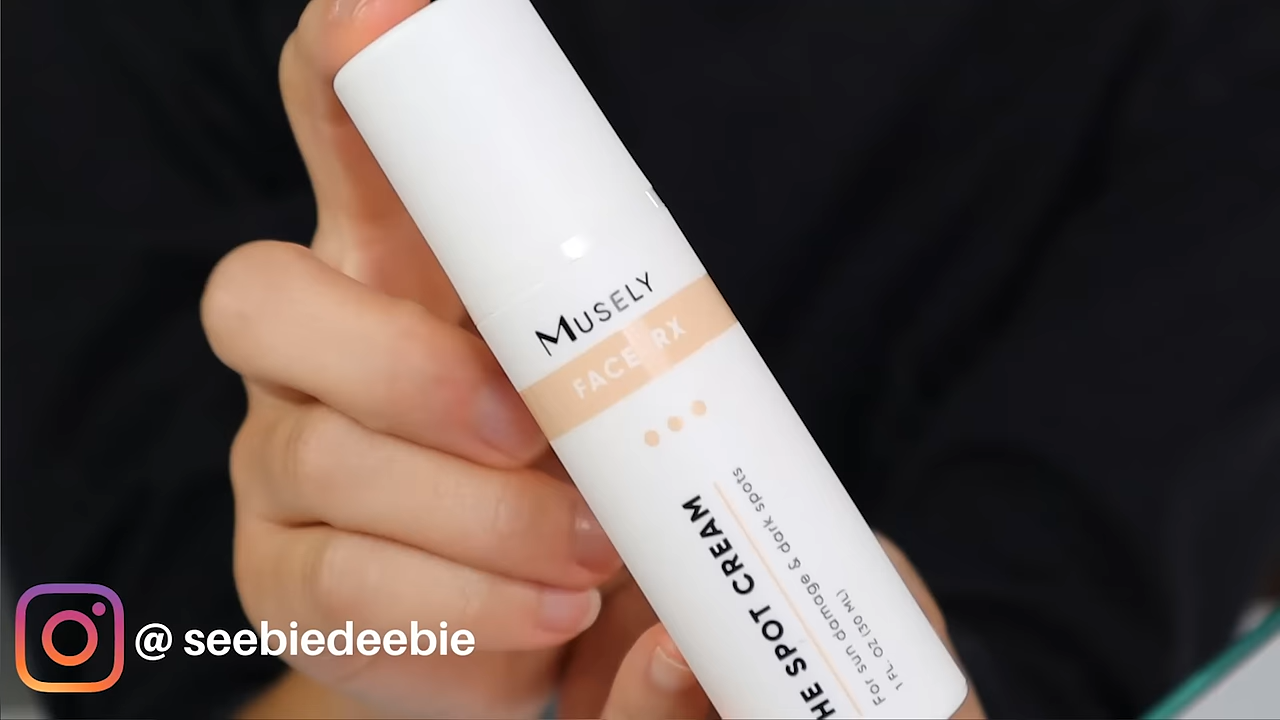 MUSELY
FACE RX
HE SPOT CREAM
For sun damage & dark spots
1 FL. OZ (30 ML)
@ seebiedeebie